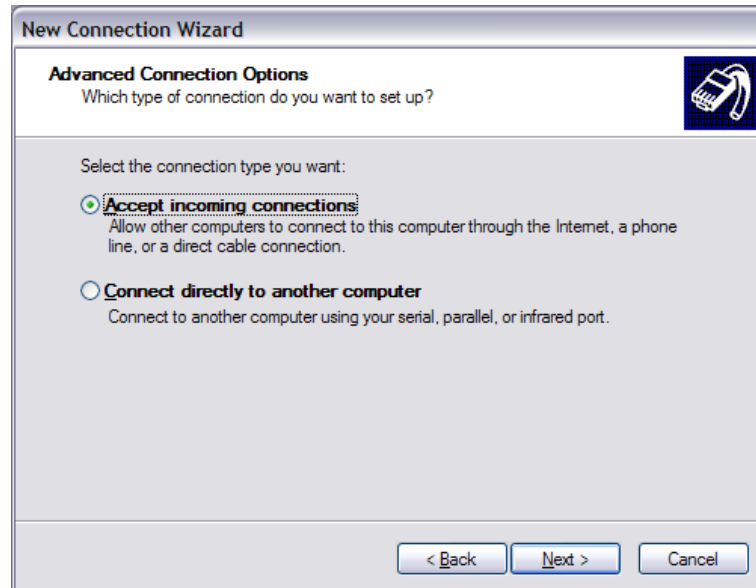 New Connection Wizard
Advanced Connection Options
Which type of connection do you want to set up?
Select the connection type you want:
Accept incoming connections
Allow other computers to connect to this computer through the Internet, a phone
line, or a direct cable connection.
Connect directly to another computer
Connect to another computer using your serial, parallel, or infrared port.
< Back Next > Cancel